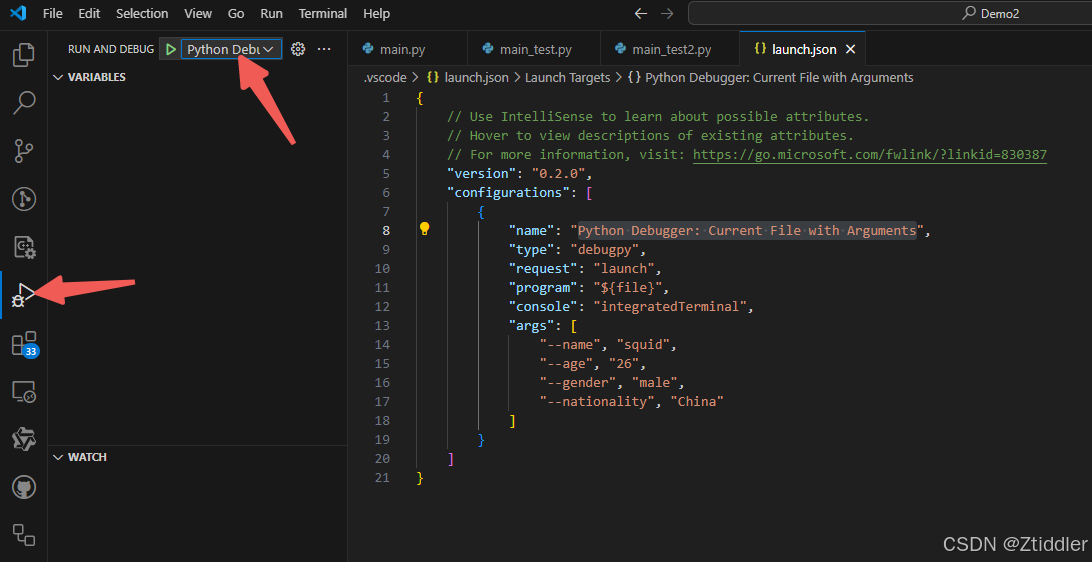 File Edit Selection View Go Run Terminal Help Demo2
RUN AND DEBUG Python Debu
main.py main_test.py main_test2.py {} launch.json
VARIABLES
.vscode > {} launch.json > Launch Targets > {} Python Debugger: Current File with Arguments
1 {
2 // Use IntelliSense to learn about possible attributes.
3 // Hover to view descriptions of existing attributes.
4 // For more information, visit: https://go.microsoft.com/fwlink/?linkid=830387
5 "version": "0.2.0",
6 "configurations": [
7 {
8 "name": "Python Debugger: Current File with Arguments",
9 "type": "debugpy",
10 "request": "launch",
11 "program": "${file}",
12 "console": "integratedTerminal",
13 "args": [
14 "--name", "squid",
15 "--age", "26",
16 "--gender", "male",
17 "--nationality", "China"
18 ]
19 }
20 ]
21 }
33
WATCH
CSDN @Ztiddler